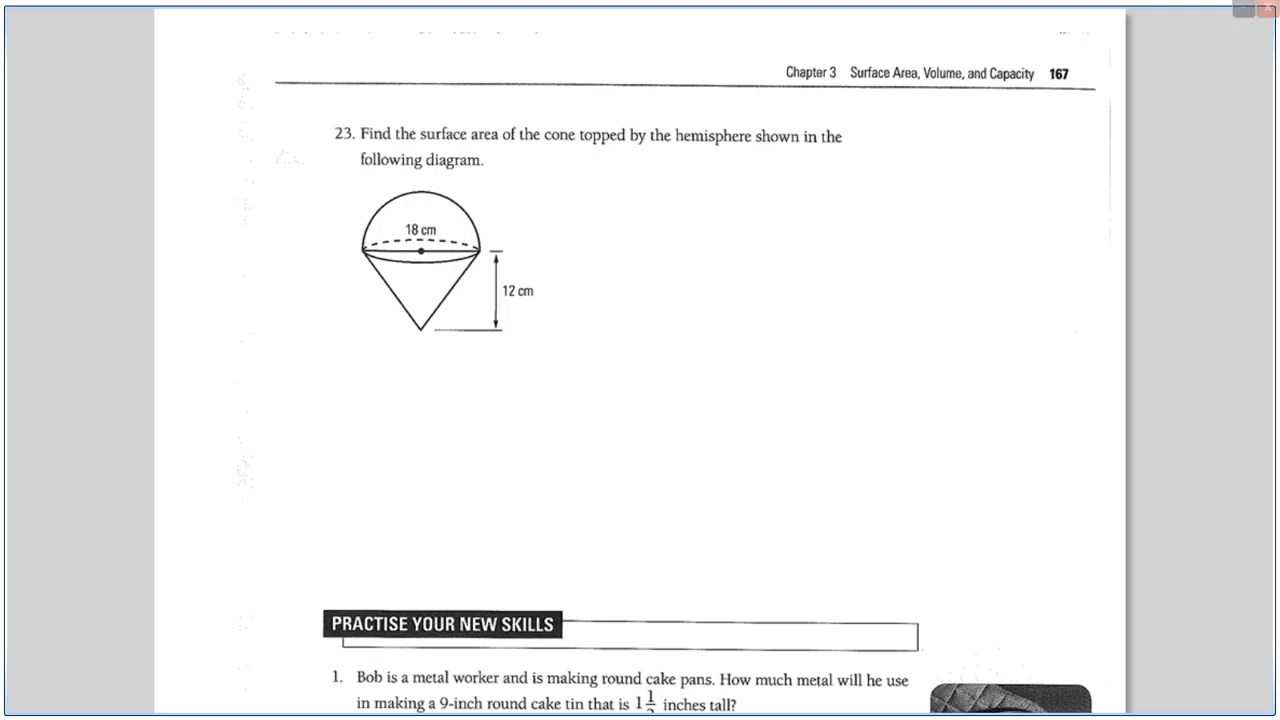 Chapter 3 Surface Area, Volume, and Capacity 167
23. Find the surface area of the cone topped by the hemisphere shown in the
following diagram.
18 cm
12 cm
PRACTISE YOUR NEW SKILLS
1. Bob is a metal worker and is making round cake pans. How much metal will he use
in making a 9-inch round cake tin that is 1 1/2 inches tall?